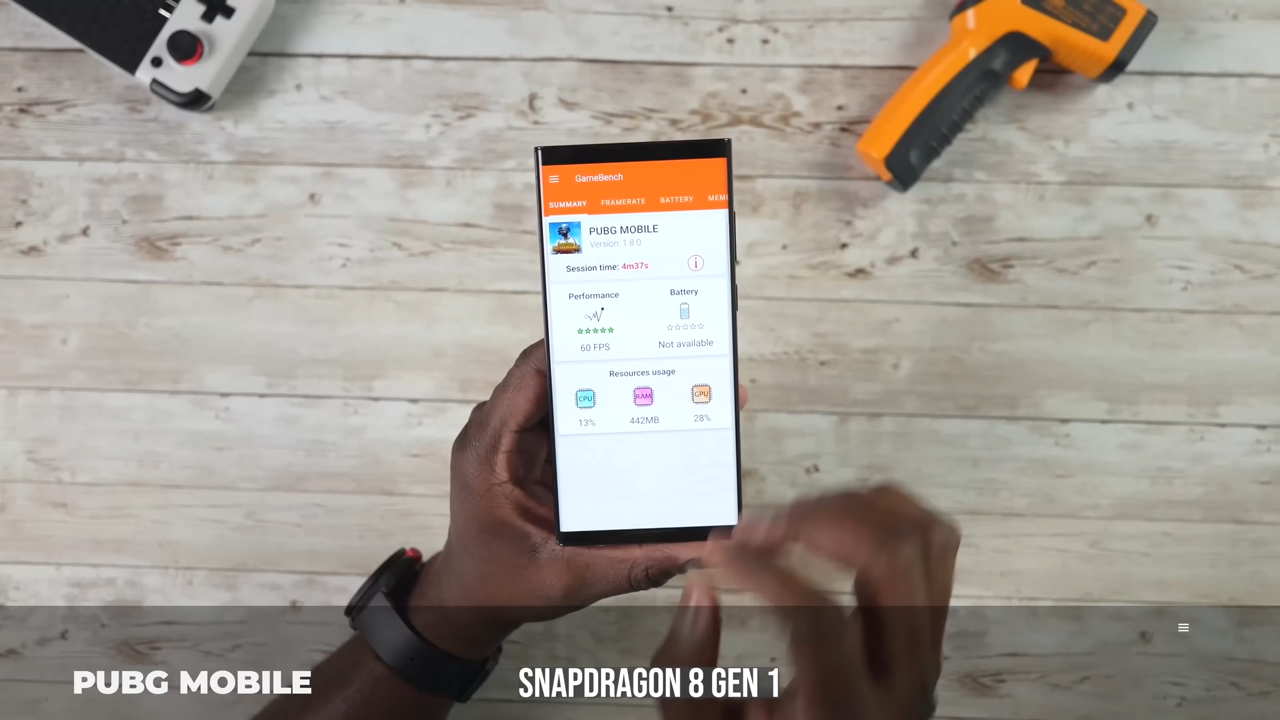 GameBench
SUMMARY FRAMERATE BATTERY MEM
PUBG MOBILE
Version: 1.8.0
Session time: 4m37s
Performance
Battery
60 FPS
Not available
Resources usage
CPU
RAM
GPU
13%
442MB
28%
PUBG MOBILE
SNAPDRAGON 8 GEN 1